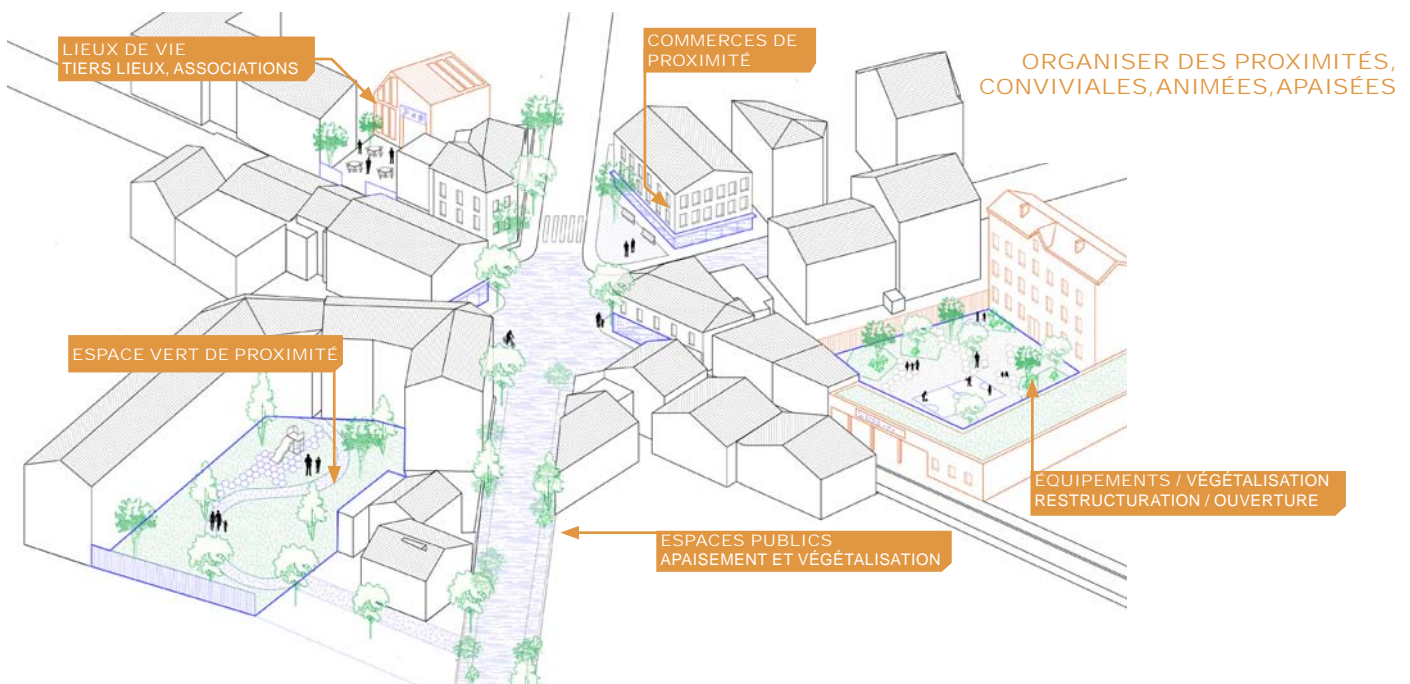 LIEUX DE VIE
TIERS LIEUX, ASSOCIATIONS
COMMERCES DE
PROXIMITÉ
ORGANISER DES PROXIMITÉS,
CONVIVIALES, ANIMÉES, APAISÉES
ESPACE VERT DE PROXIMITÉ
ÉQUIPEMENTS / VÉGÉTALISATION
RESTRUCTURATION / OUVERTURE
ESPACES PUBLICS
APAISEMENT ET VÉGÉTALISATION